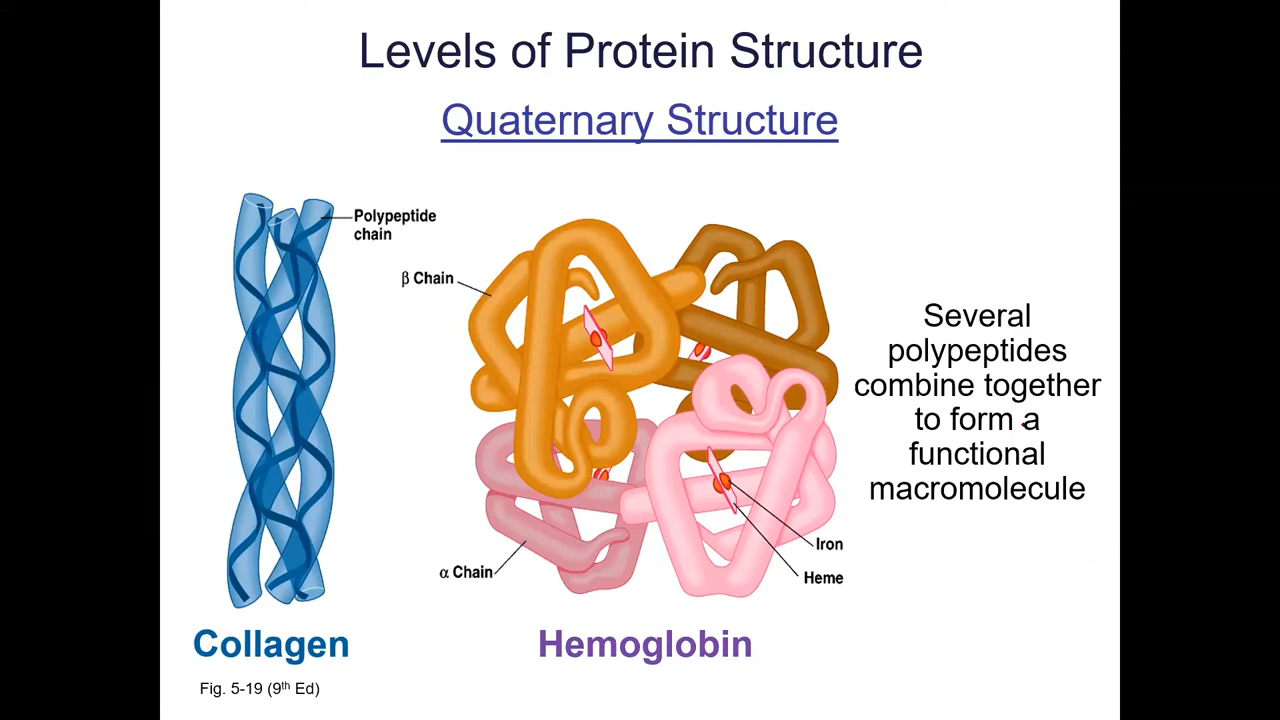 Levels of Protein Structure
Quaternary Structure
Polypeptide
chain
β Chain
α Chain
Iron
Heme
Several
polypeptides
combine together
to form a
functional
macromolecule
Collagen
Hemoglobin
Fig. 5-19 (9th Ed)